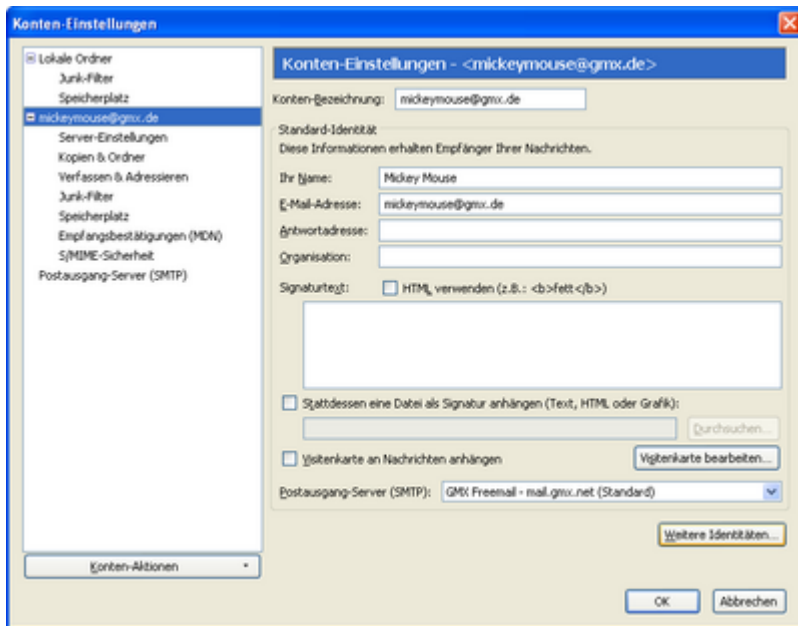 Konten-Einstellungen
Lokale Ordner
Junk-Filter
Speicherplatz
mickeymouse@gmx.de
Server-Einstellungen
Kopien & Ordner
Verfassen & Adressieren
Junk-Filter
Speicherplatz
Empfangsbestätigungen (MDN)
S/MIME-Sicherheit
Postausgang-Server (SMTP)
Konten-Aktionen
Konten-Einstellungen - <mickeymouse@gmx.de>
Konten-Bezeichnung: mickeymouse@gmx.de
Standard-Identität
Diese Informationen erhalten Empfänger Ihrer Nachrichten.
Ihr Name: Mickey Mouse
E-Mail-Adresse: mickeymouse@gmx.de
Antwortadresse:
Organisation:
Signaturtext: HTML verwenden (z.B.: <b>fett</b>)
Stattdessen eine Datei als Signatur anhängen (Text, HTML oder Grafik):
Durchsuchen...
Visitenkarte an Nachrichten anhängen Visitenkarte bearbeiten...
Postausgang-Server (SMTP): GMX Freemail - mail.gmx.net (Standard)
Weitere Identitäten...
OK Abbrechen